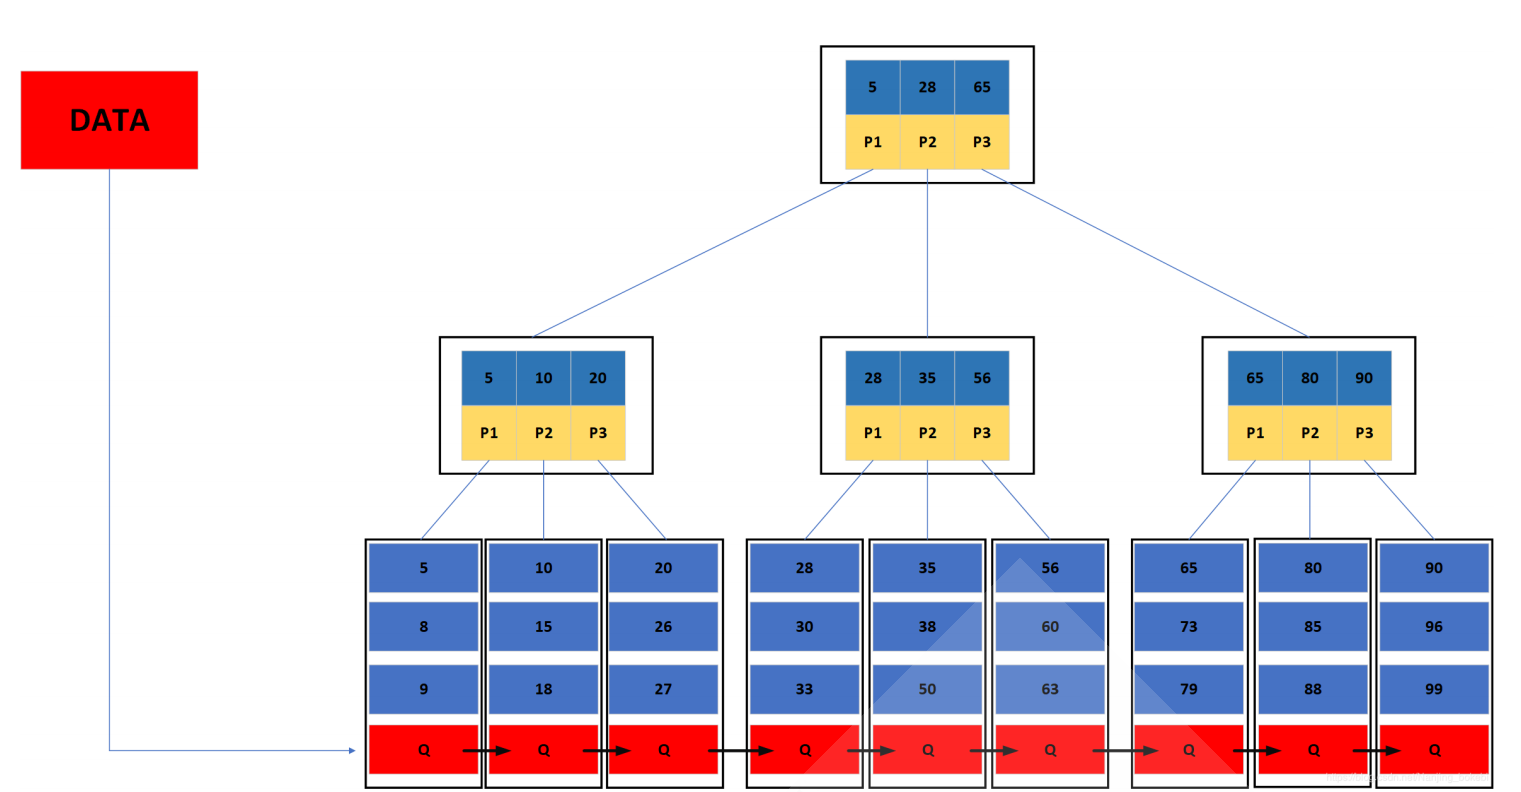 DATA
5 28 65
P1 P2 P3
5 10 20
P1 P2 P3
28 35 56
P1 P2 P3
65 80 90
P1 P2 P3
5 10 20 28 35 56 65 80 90
8 15 26 30 38 60 73 85 96
9 18 27 33 50 63 79 88 99
Q Q Q Q Q Q Q Q Q